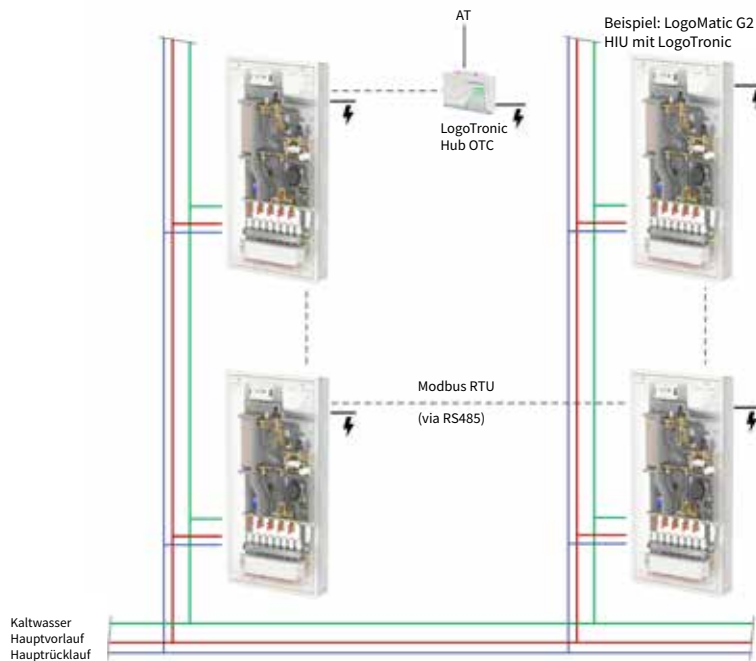 AT
Beispiel: LogoMatic G2
HIU mit LogoTronic
LogoTronic
Hub OTC
Modbus RTU
(via RS485)
Kaltwasser
Hauptvorlauf
Hauptrücklauf